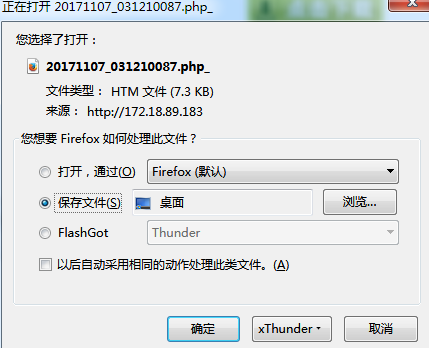 正在打开 20171107_031210087.php_
您选择了打开：
20171107_031210087.php_
文件类型： HTM 文件 (7.3 KB)
来源： http://172.18.89.183
您想要 Firefox 如何处理此文件？
打开，通过(O) Firefox (默认)
保存文件(S) 桌面 浏览...
FlashGot Thunder
以后自动采用相同的动作处理此类文件。(A)
确定 xThunder 取消